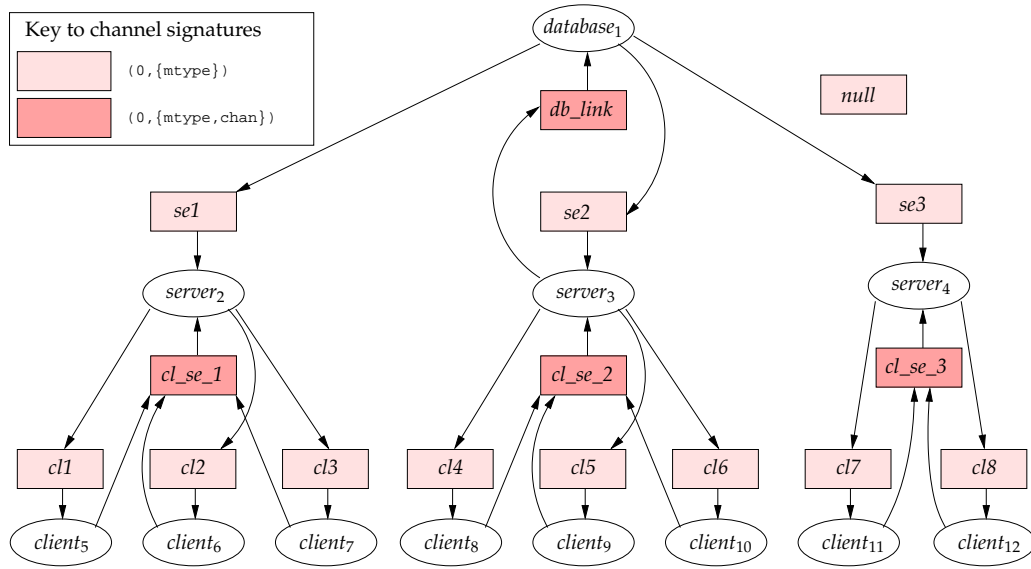 Key to channel signatures
(0,{mtype})
(0,{mtype,chan})
database1
null
db_link
se1
se2
se3
server2
server3
server4
cl_se_1
cl_se_2
cl_se_3
cl1
cl2
cl3
cl4
cl5
cl6
cl7
cl8
client5
client6
client7
client8
client9
client10
client11
client12